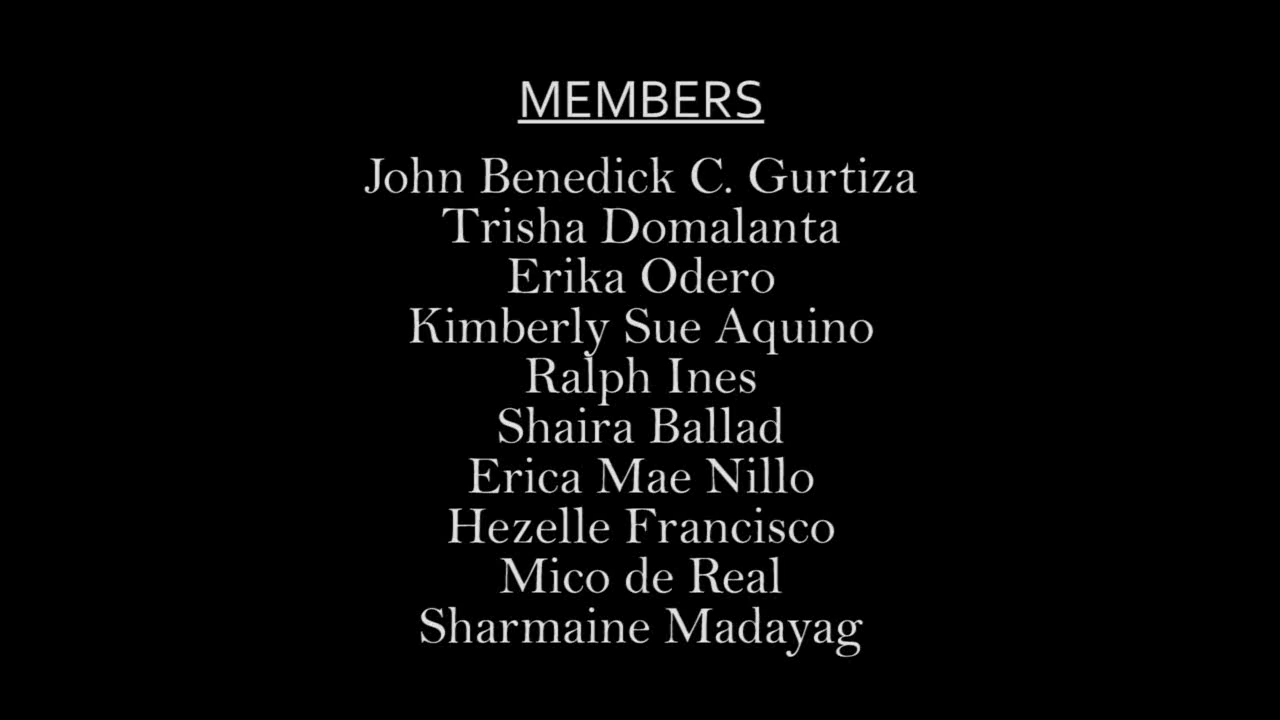 MEMBERS
John Benedick C. Gurtiza
Trisha Domalanta
Erika Odero
Kimberly Sue Aquino
Ralph Ines
Shaira Ballad
Erica Mae Nillo
Hezelle Francisco
Mico de Real
Sharmaine Madayag